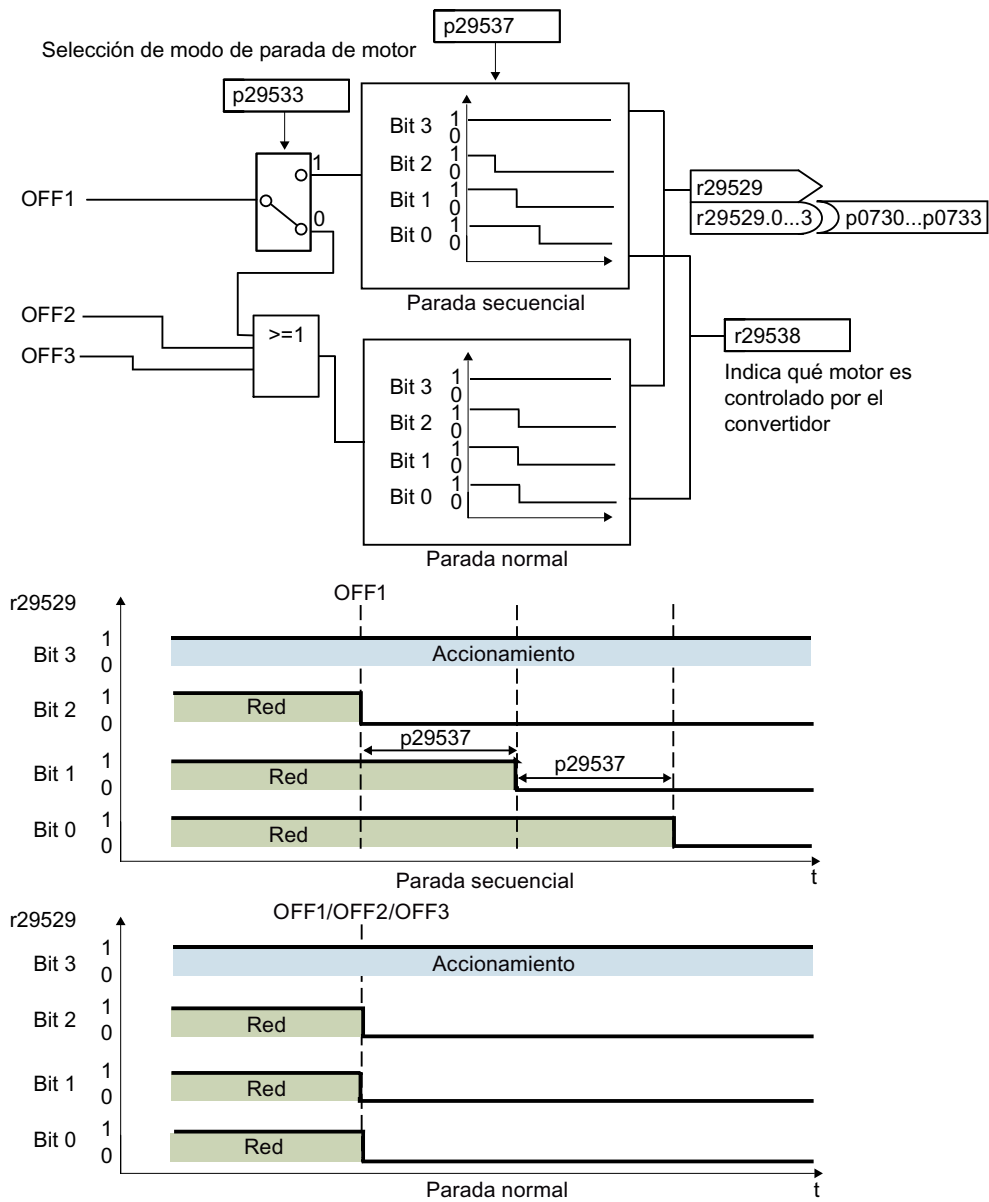 p29537
Selección de modo de parada de motor
p29533
OFF1
1
0
Bit 3 1 0
Bit 2 1 0
Bit 1 1 0
Bit 0 1 0
Parada secuencial
r29529
r29529.0...3 p0730...p0733
OFF2
OFF3
>=1
r29538
Indica qué motor es
controlado por el
convertidor
Bit 3 1 0
Bit 2 1 0
Bit 1 1 0
Bit 0 1 0
Parada normal
r29529
OFF1
Bit 3 1 0 Accionamiento
Bit 2 1 0 Red
p29537
Bit 1 1 0 Red
p29537
Bit 0 1 0 Red
Parada secuencial
t
r29529
OFF1/OFF2/OFF3
Bit 3 1 0 Accionamiento
Bit 2 1 0 Red
Bit 1 1 0 Red
Bit 0 1 0 Red
Parada normal
t